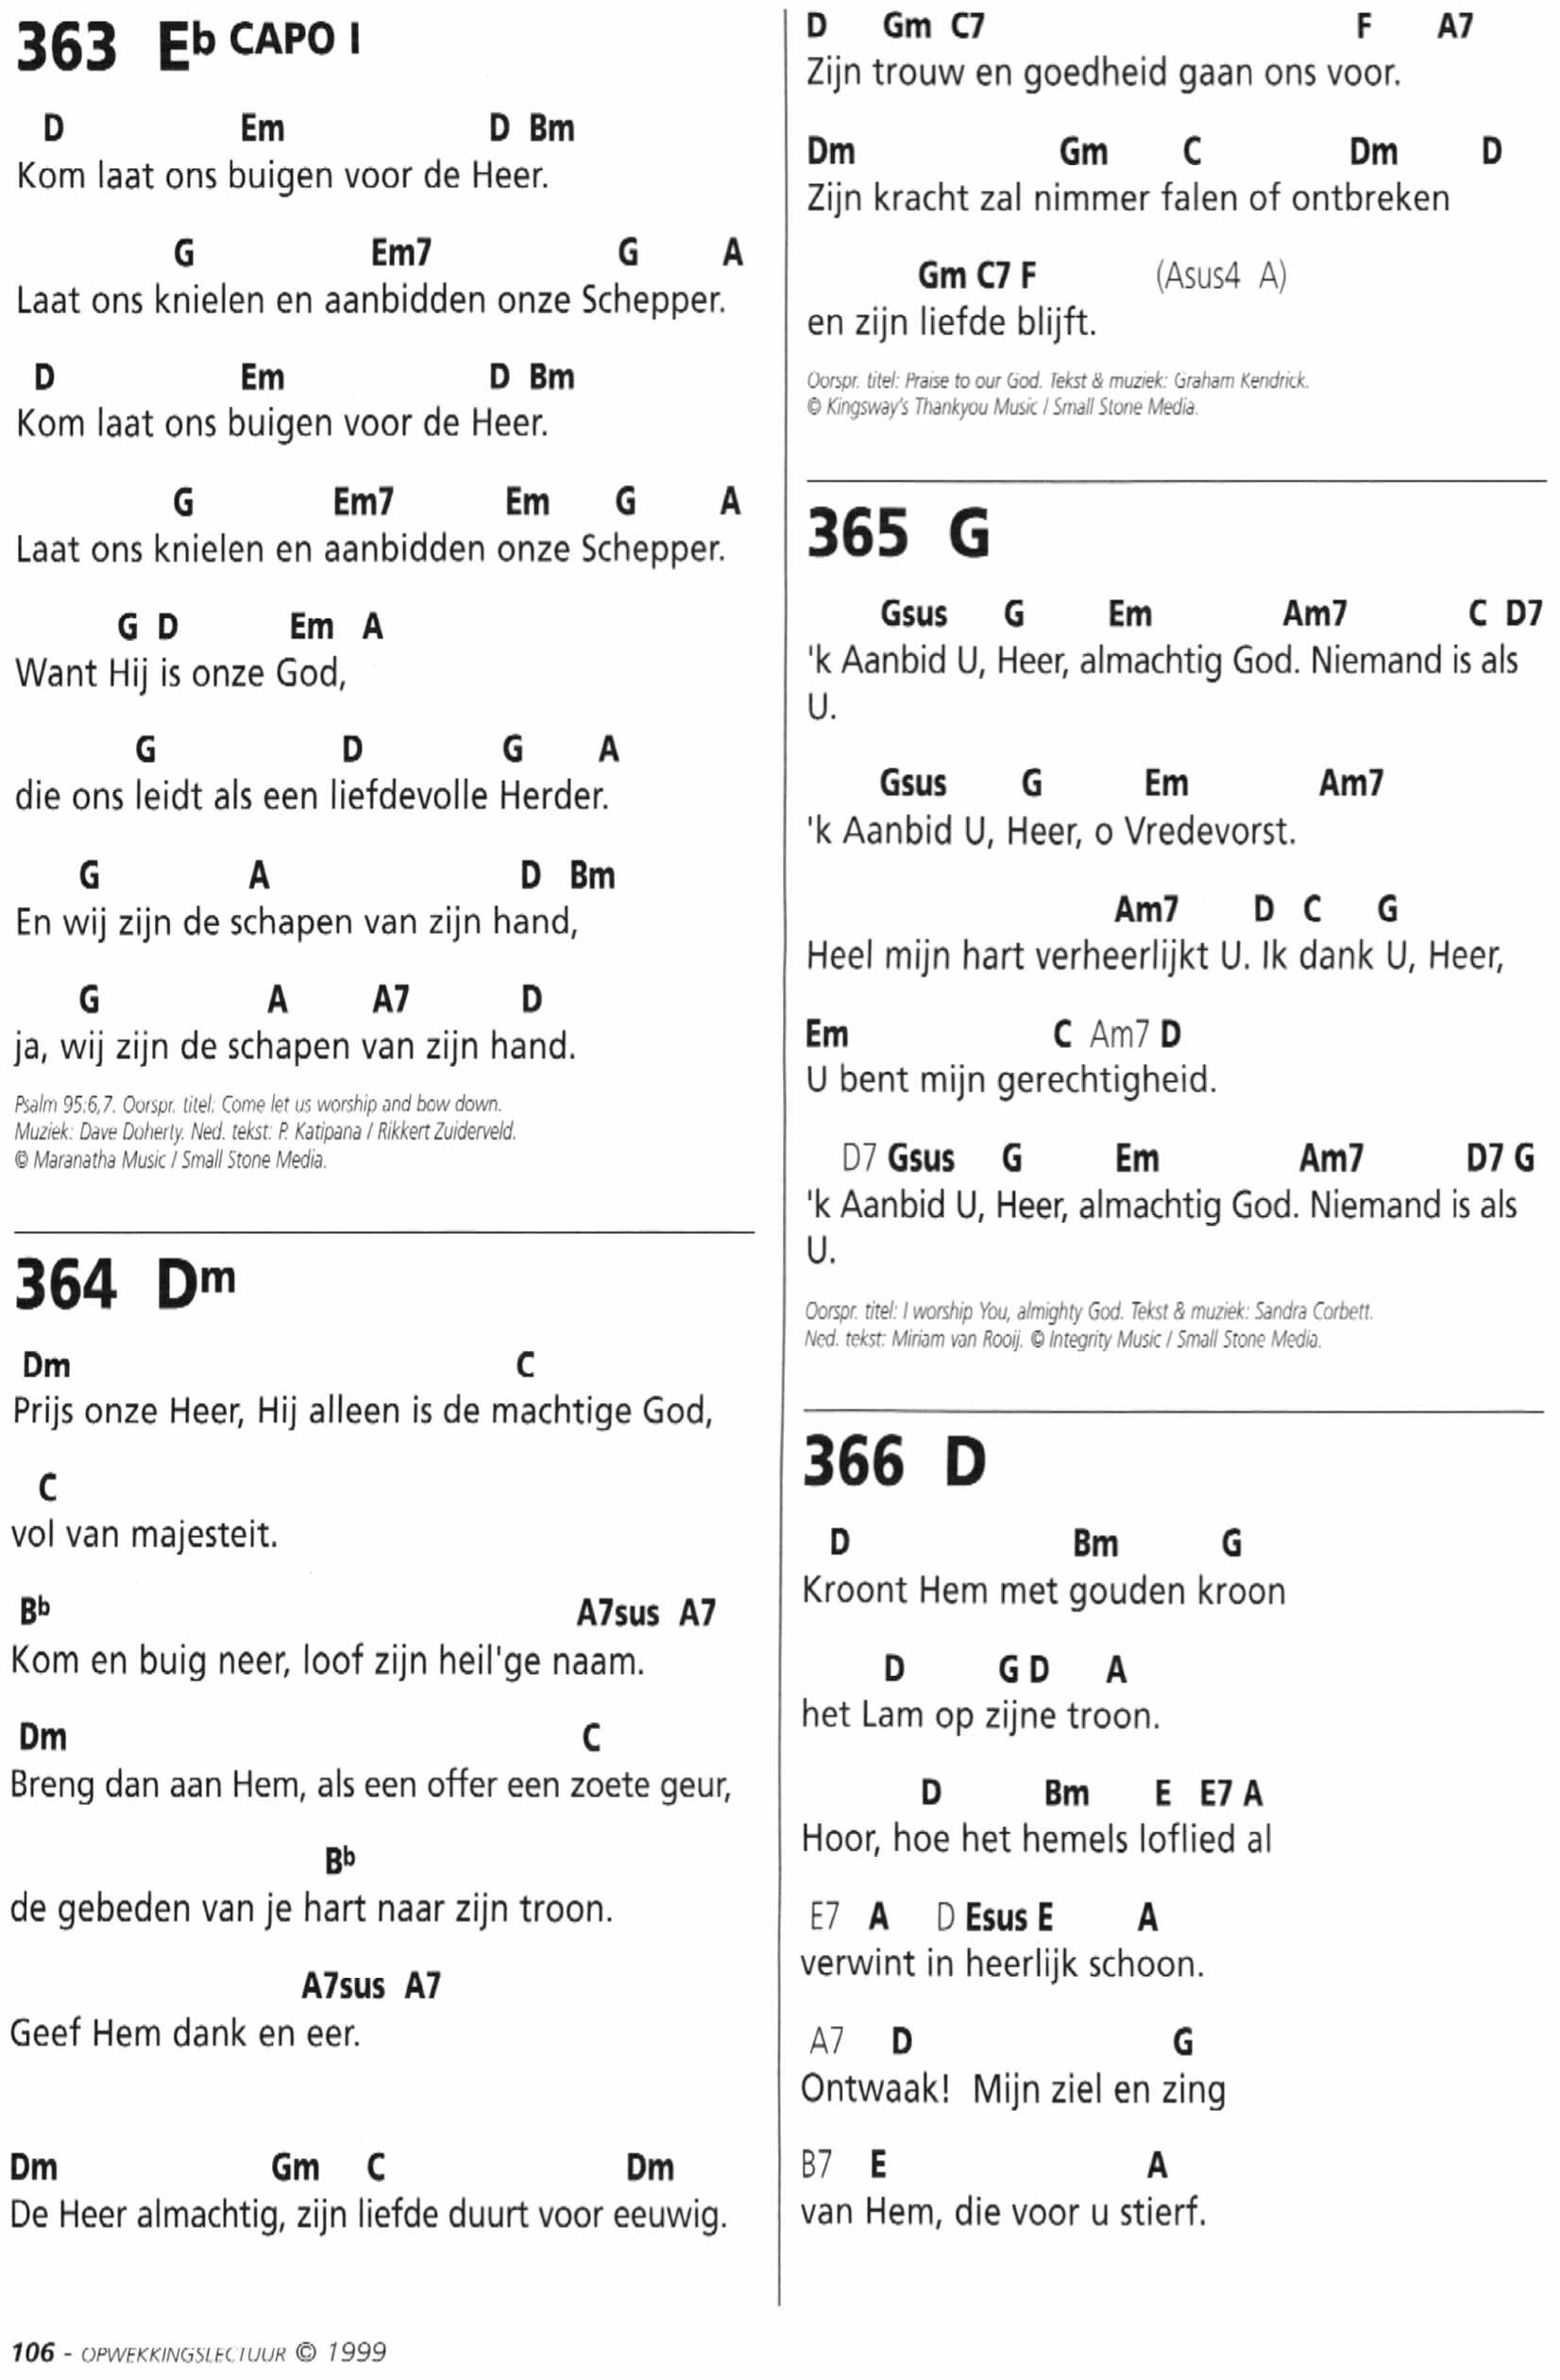 363 Eb CAPO I
D Em D Bm
Kom laat ons buigen voor de Heer.
G Em7 G A
Laat ons knielen en aanbidden onze Schepper.
D Em D Bm
Kom laat ons buigen voor de Heer.
G Em7 Em G A
Laat ons knielen en aanbidden onze Schepper.
G D Em A
Want Hij is onze God,
G D G A
die ons leidt als een liefdevolle Herder.
G A D Bm
En wij zijn de schapen van zijn hand,
G A A7 D
ja, wij zijn de schapen van zijn hand.
Psalm 95:6,7. Oorspr. titel: Come let us worship and bow down.
Muziek: Dave Doherty. Ned. tekst: P. Katipana / Rikkert Zuiderveld.
© Maranatha Music / Small Stone Media.
364 Dm
Dm C
Prijs onze Heer, Hij alleen is de machtige God,
C
vol van majesteit.
Bb A7sus A7
Kom en buig neer, loof zijn heil'ge naam.
Dm C
Breng dan aan Hem, als een offer een zoete geur,
Bb
de gebeden van je hart naar zijn troon.
A7sus A7
Geef Hem dank en eer.
Dm Gm C Dm
De Heer almachtig, zijn liefde duurt voor eeuwig.
D Gm C7 F A7
Zijn trouw en goedheid gaan ons voor.
Dm Gm C Dm D
Zijn kracht zal nimmer falen of ontbreken
Gm C7 F (Asus4 A)
en zijn liefde blijft.
Oorspr. titel: Praise to our God. Tekst & muziek: Graham Kendrick.
© Kingsway's Thankyou Music / Small Stone Media.
365 G
Gsus G Em Am7 C D7
'k Aanbid U, Heer, almachtig God. Niemand is als
U.
Gsus G Em Am7
'k Aanbid U, Heer, o Vredevorst.
Am7 D C G
Heel mijn hart verheerlijkt U. Ik dank U, Heer,
Em C Am7 D
U bent mijn gerechtigheid.
D7 Gsus G Em Am7 D7 G
'k Aanbid U, Heer, almachtig God. Niemand is als
U.
Oorspr. titel: I worship You, almighty God. Tekst & muziek: Sandra Corbett.
Ned. tekst: Miriam van Rooij. © Integrity Music / Small Stone Media.
366 D
D Bm G
Kroont Hem met gouden kroon
D G D A
het Lam op zijne troon.
D Bm E E7 A
Hoor, hoe het hemels loflied al
E7 A D Esus E A
verwint in heerlijk schoon.
A7 D G
Ontwaak! Mijn ziel en zing
B7 E A
van Hem, die voor u stierf.
106 - OPWEKKINGSLECTUUR © 1999